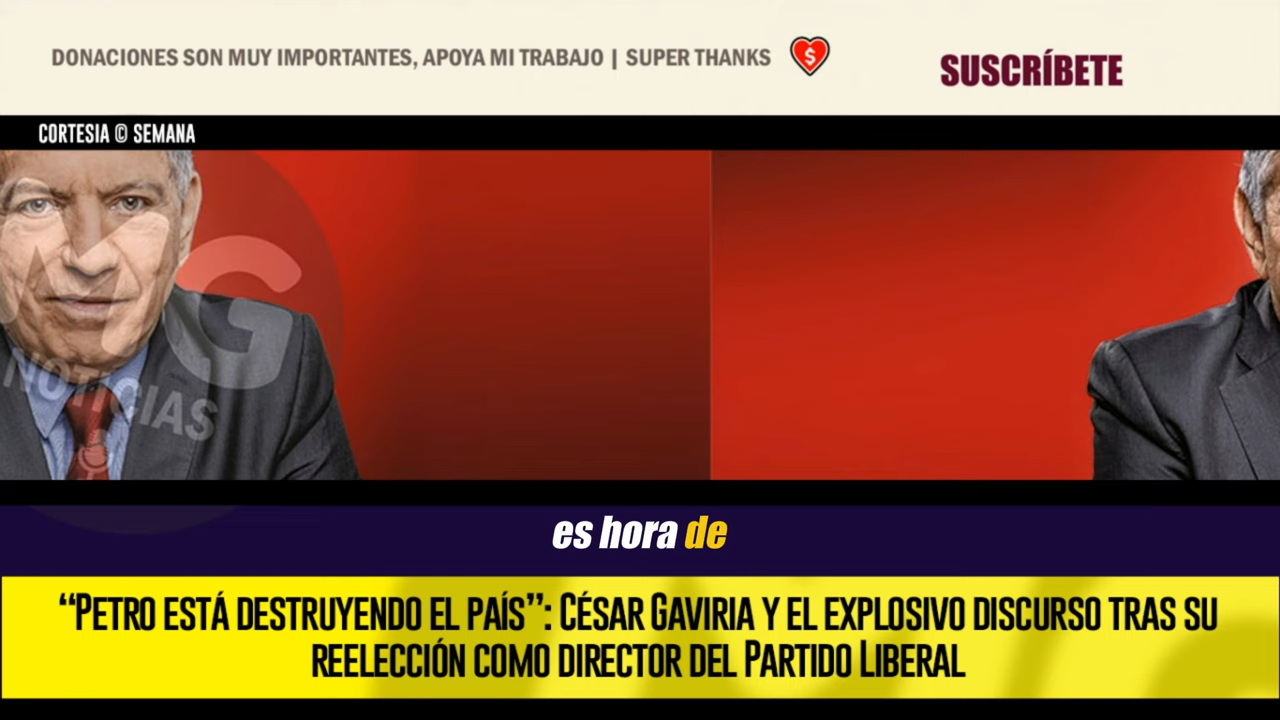 DONACIONES SON MUY IMPORTANTES, APOYA MI TRABAJO | SUPER THANKS
$
SUSCRÍBETE
CORTESIA © SEMANA
G
NOTICIAS
es hora de
“PETRO ESTÁ DESTRUYENDO EL PAÍS”: CÉSAR GAVIRIA Y EL EXPLOSIVO DISCURSO TRAS SU
REELECCIÓN COMO DIRECTOR DEL PARTIDO LIBERAL